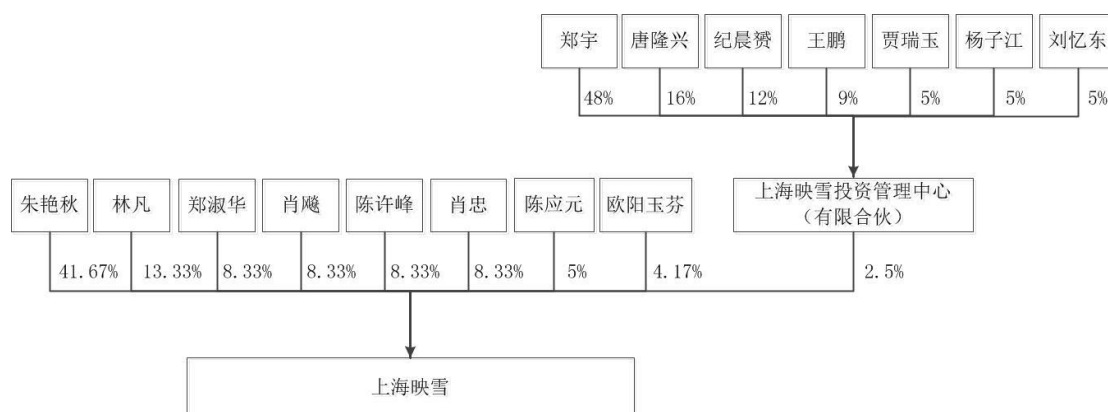 郑宇 唐隆兴 纪晨赟 王鹏 贾瑞玉 杨子江 刘忆东
48% 16% 12% 9% 5% 5% 5%
朱艳秋 林凡 郑淑华 肖飚 陈许峰 肖忠 陈应元 欧阳玉芬 上海映雪投资管理中心
（有限合伙）
41.67% 13.33% 8.33% 8.33% 8.33% 8.33% 5% 4.17% 2.5%
上海映雪